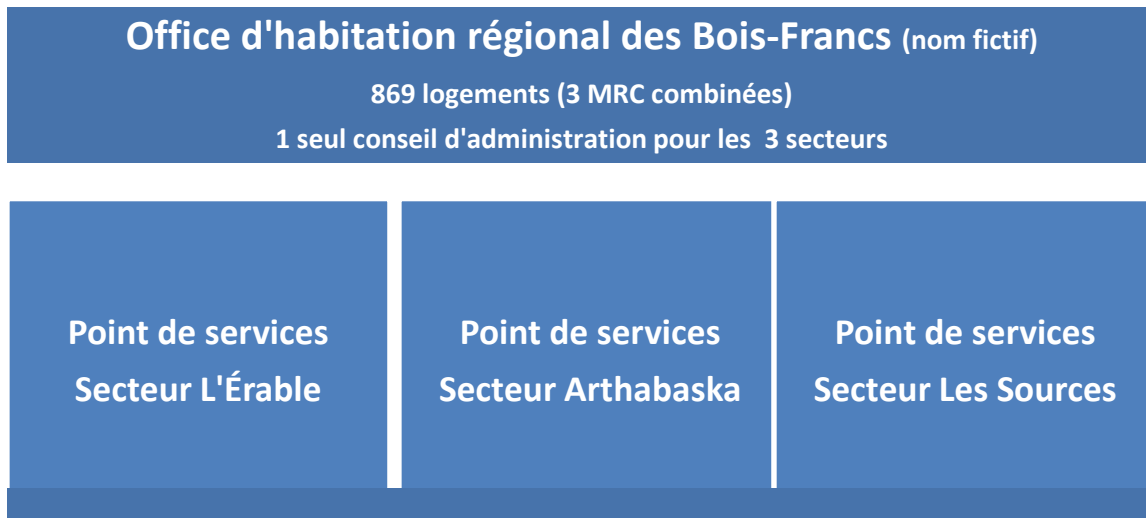 Office d'habitation régional des Bois-Francs (nom fictif)
869 logements (3 MRC combinées)
1 seul conseil d'administration pour les 3 secteurs
Point de services
Secteur L'Érable
Point de services
Secteur Arthabaska
Point de services
Secteur Les Sources